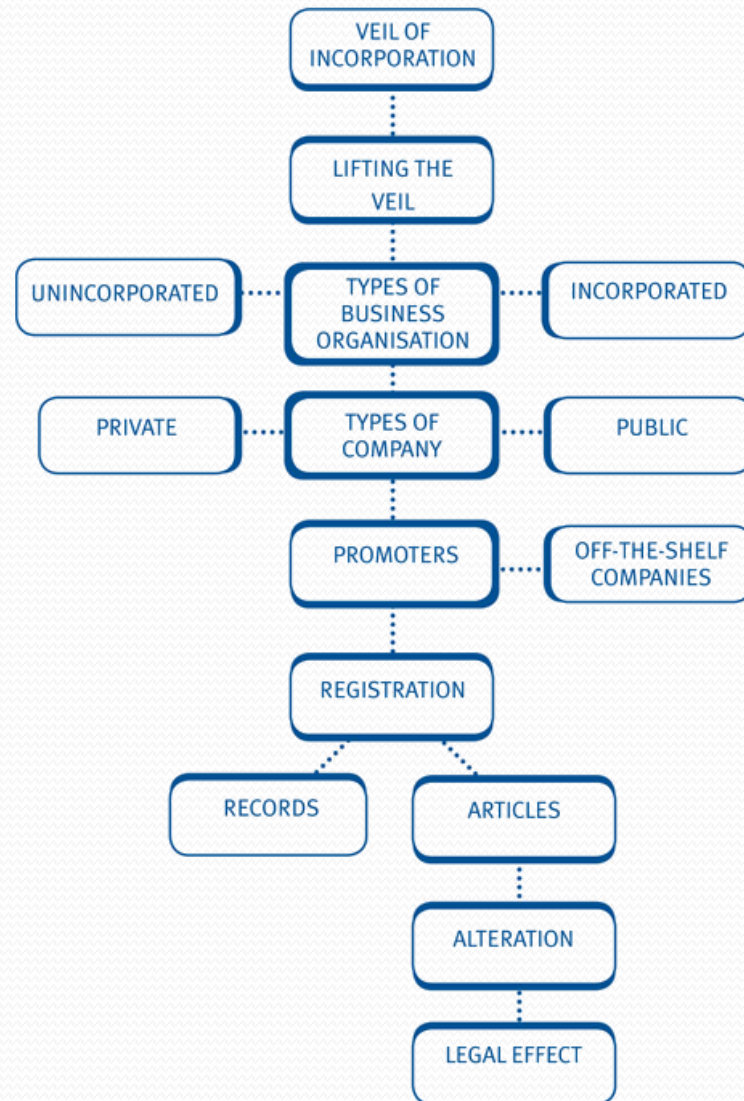 VEIL OF
INCORPORATION
LIFTING THE
VEIL
UNINCORPORATED
TYPES OF
BUSINESS
ORGANISATION
INCORPORATED
PRIVATE
TYPES OF
COMPANY
PUBLIC
PROMOTERS
OFF-THE-SHELF
COMPANIES
REGISTRATION
RECORDS
ARTICLES
ALTERATION
LEGAL EFFECT